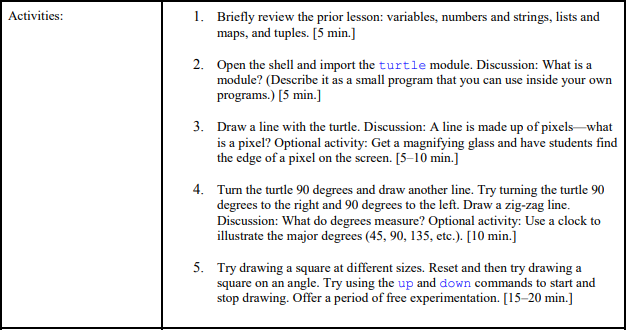 Activities:
1. Briefly review the prior lesson: variables, numbers and strings, lists and
maps, and tuples. [5 min.]
2. Open the shell and import the turtle module. Discussion: What is a
module? (Describe it as a small program that you can use inside your own
programs.) [5 min.]
3. Draw a line with the turtle. Discussion: A line is made up of pixels—what
is a pixel? Optional activity: Get a magnifying glass and have students find
the edge of a pixel on the screen. [5–10 min.]
4. Turn the turtle 90 degrees and draw another line. Try turning the turtle 90
degrees to the right and 90 degrees to the left. Draw a zig-zag line.
Discussion: What do degrees measure? Optional activity: Use a clock to
illustrate the major degrees (45, 90, 135, etc.). [10 min.]
5. Try drawing a square at different sizes. Reset and then try drawing a
square on an angle. Try using the up and down commands to start and
stop drawing. Offer a period of free experimentation. [15–20 min.]